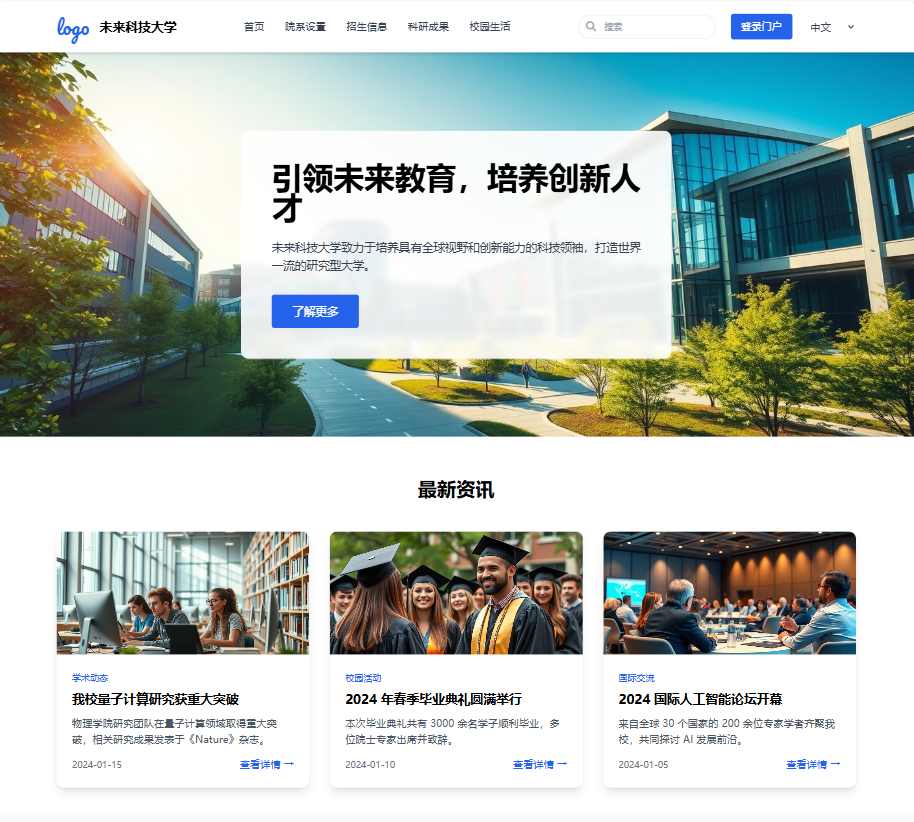 logo 未来科技大学 首页 院系设置 招生信息 科研成果 校园生活 搜索 登录门户 中文
引领未来教育，培养创新人
才
未来科技大学致力于培养具有全球视野和创新能力的科技领袖，打造世界
一流的研究型大学。
了解更多
最新资讯
学术动态
我校量子计算研究获重大突破
物理学院研究团队在量子计算领域取得重大突
破，相关研究成果发表于《Nature》杂志。
2024-01-15 查看详情 →
校园活动
2024 年春季毕业典礼圆满举行
本次毕业典礼共有 3000 余名学子顺利毕业，多
位院士专家出席并致辞。
2024-01-10 查看详情 →
国际交流
2024 国际人工智能论坛开幕
来自全球 30 个国家的 200 余位专家学者齐聚我
校，共同探讨 AI 发展前沿。
2024-01-05 查看详情 →